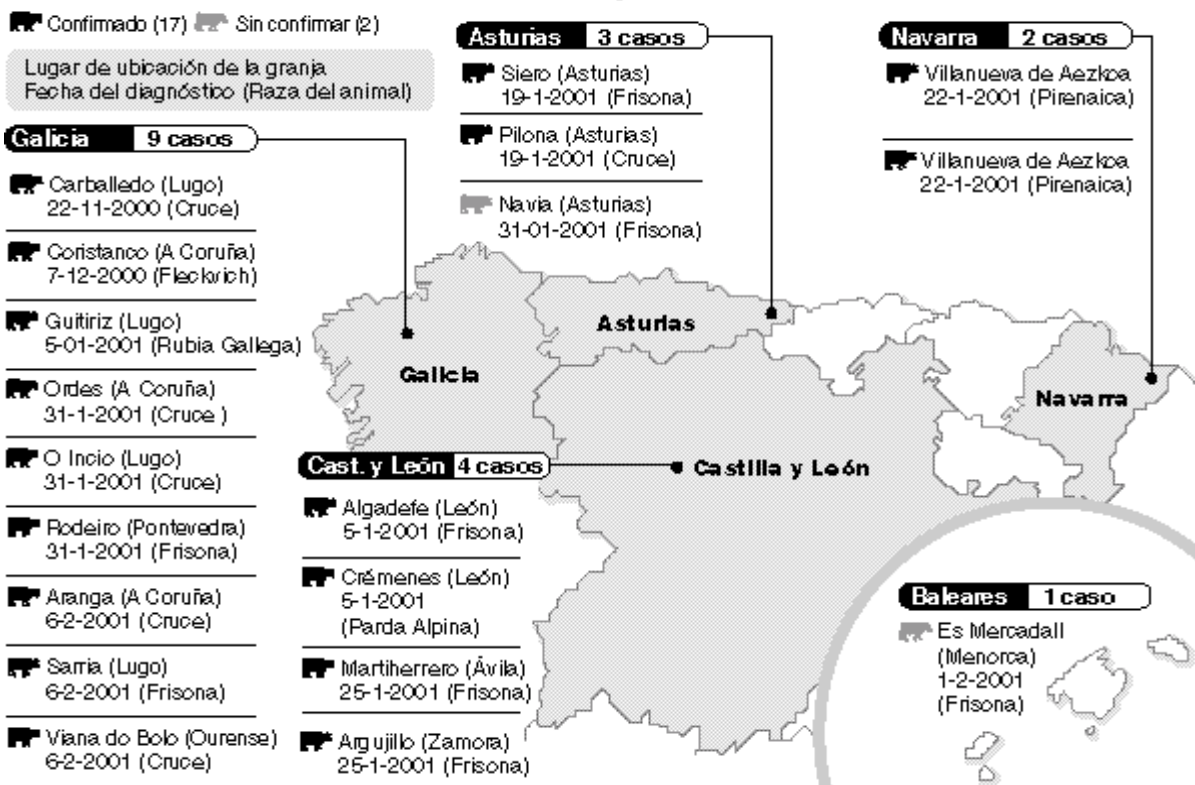 Confirmado (17) Sin confirmar (2)
Lugar de ubicación de la granja
Fecha del diagnóstico (Raza del animal)
Galicia 9 casos
Carballedo (Lugo)
22-11-2000 (Cruce)
Coristanco (A Coruña)
7-12-2000 (Fleckvich)
Guitiriz (Lugo)
5-01-2001 (Rubia Gallega)
Ordes (A Coruña)
31-1-2001 (Cruce )
O Incio (Lugo)
31-1-2001 (Cruce)
Rodeiro (Pontevedra)
31-1-2001 (Frisona)
Aranga (A Coruña)
6-2-2001 (Cruce)
Sarria (Lugo)
6-2-2001 (Frisona)
Viana do Bolo (Ourense)
6-2-2001 (Cruce)
Asturias 3 casos
Siero (Asturias)
19-1-2001 (Frisona)
Pilona (Asturias)
19-1-2001 (Cruce)
Navia (Asturias)
31-01-2001 (Frisona)
Navarra 2 casos
Villanueva de Aezkoa
22-1-2001 (Pirenaica)
Villanueva de Aezkoa
22-1-2001 (Pirenaica)
Asturias
Galicia
Navarra
Castilla y León
Cast. y León 4 casos
Algadefe (León)
5-1-2001 (Frisona)
Crémenes (León)
5-1-2001
(Parda Alpina)
Martiherrero (Ávila)
25-1-2001 (Frisona)
Argujillo (Zamora)
25-1-2001 (Frisona)
Baleares 1 caso
Es Mercadall
(Menorca)
1-2-2001
(Frisona)